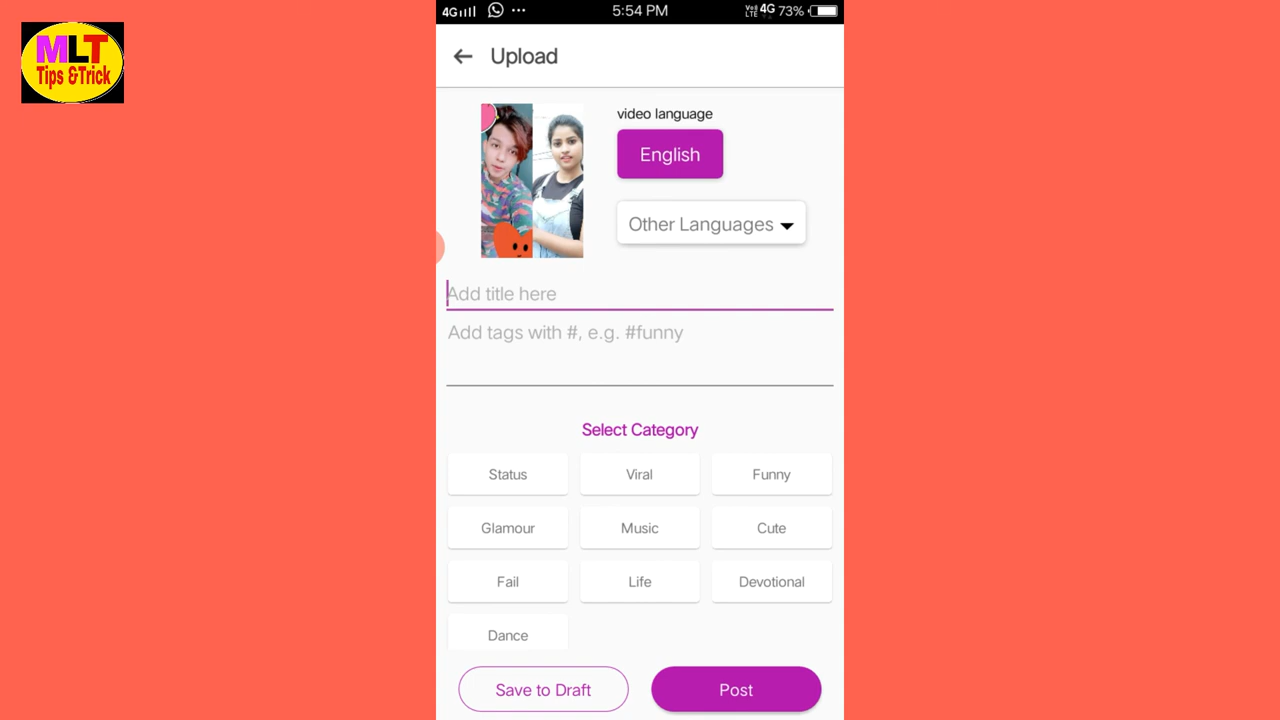 MLT
Tips &Trick
4G 5:54 PM VoI) LTE 4G 73%
Upload
video language
English
Other Languages
Add title here
Add tags with #, e.g. #funny
Select Category
Status Viral Funny
Glamour Music Cute
Fail Life Devotional
Dance
Save to Draft Post